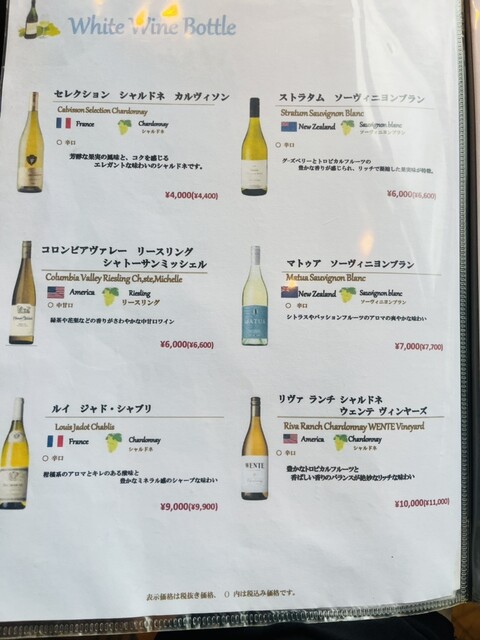 White Wine Bottle
セレクション シャルドネ カルヴィソン
Calvisson Selection Chardonnay
France
Chardonnay
シャルドネ
○ 辛口
芳醇な果実の風味と、コクを感じる
エレガントな味わいのシャルドネです。
¥4,000(¥4,400)
ストラタム ソーヴィニヨンブラン
Stratum Sauvignon Blanc
New Zealand
Sauvignon blanc
ソーヴィニヨンブラン
○ 辛口
グ-ズベリーとトロピカルフルーツの
豊かな香りが感じられ、リッチで凝縮した果実味が特徴。
¥6,000(¥6,600)
コロンビアヴァレー リースリング
シャトーサンミッシェル
Columbia Valley Riesling Ch,ste,Michelle
America
Riesling
リースリング
○ 中甘口
緑茶や花梨などの香りがさわやかな中甘口ワイン
¥6,000(¥6,600)
マトゥア ソーヴィニヨンブラン
Matua Sauvignon Blanc
New Zealand
Sauvignon blanc
ソーヴィニヨンブラン
○ 辛口
シトラスやパッションフルーツのアロマの爽やかな味わい
MATUA
¥7,000(¥7,700)
ルイ ジャド・シャブリ
Louis Jadot Chablis
France
Chardonnay
シャルドネ
○ 辛口
柑橘系のアロマとキレのある酸味と
豊かなミネラル感のシャープな味わい
¥9,000(¥9,900)
リヴァ ランチ シャルドネ
ウェンテ ヴィンヤーズ
Riva Ranch Chardonnay WENTE Vineyard
America
Chardonnay
シャルドネ
○ 辛口
WENTE
豊かなトロピカルフルーツと
香ばしい香りのバランスが絶妙なリッチな味わい
¥10,000(¥11,000)
表示価格は税抜き価格、()内は税込み価格です。